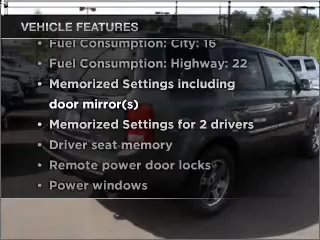 VEHICLE FEATURES
• Fuel Consumption: City: 16
• Fuel Consumption: Highway: 22
• Memorized Settings including
door mirror(s)
• Memorized Settings for 2 drivers
• Driver seat memory
• Remote power door locks
• Power windows